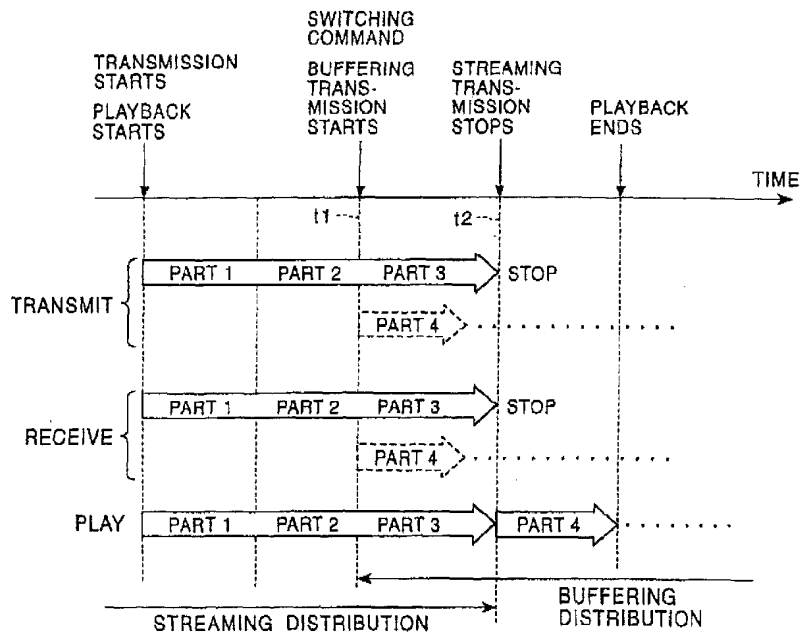 SWITCHING
COMMAND
TRANSMISSION
STARTS
PLAYBACK
STARTS
BUFFERING
TRANS-
MISSION
STARTS
STREAMING
TRANS-
MISSION
STOPS
PLAYBACK
ENDS
TIME
t1
t2
TRANSMIT
PART 1 PART 2 PART 3 STOP
PART 4
RECEIVE
PART 1 PART 2 PART 3 STOP
PART 4
PLAY PART 1 PART 2 PART 3 PART 4
STREAMING DISTRIBUTION
BUFFERING
DISTRIBUTION